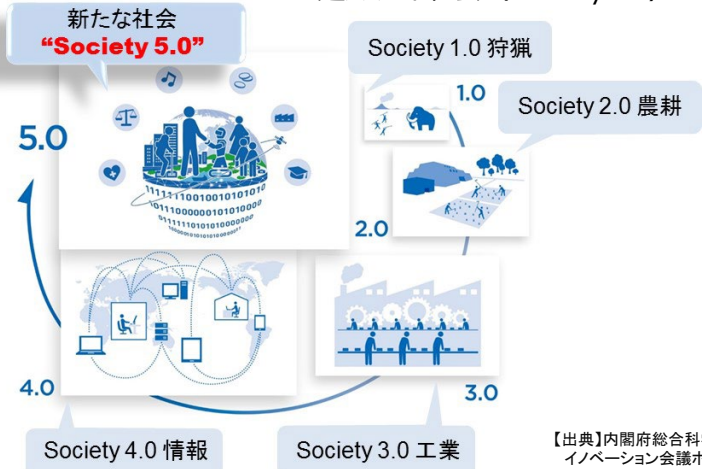 新たな社会
“Society 5.0”
Society 1.0 狩猟
1.0
Society 2.0 農耕
5.0
2.0
4.0
3.0
Society 4.0 情報
Society 3.0 工業
【出典】内閣府総合科
イノベーション会議